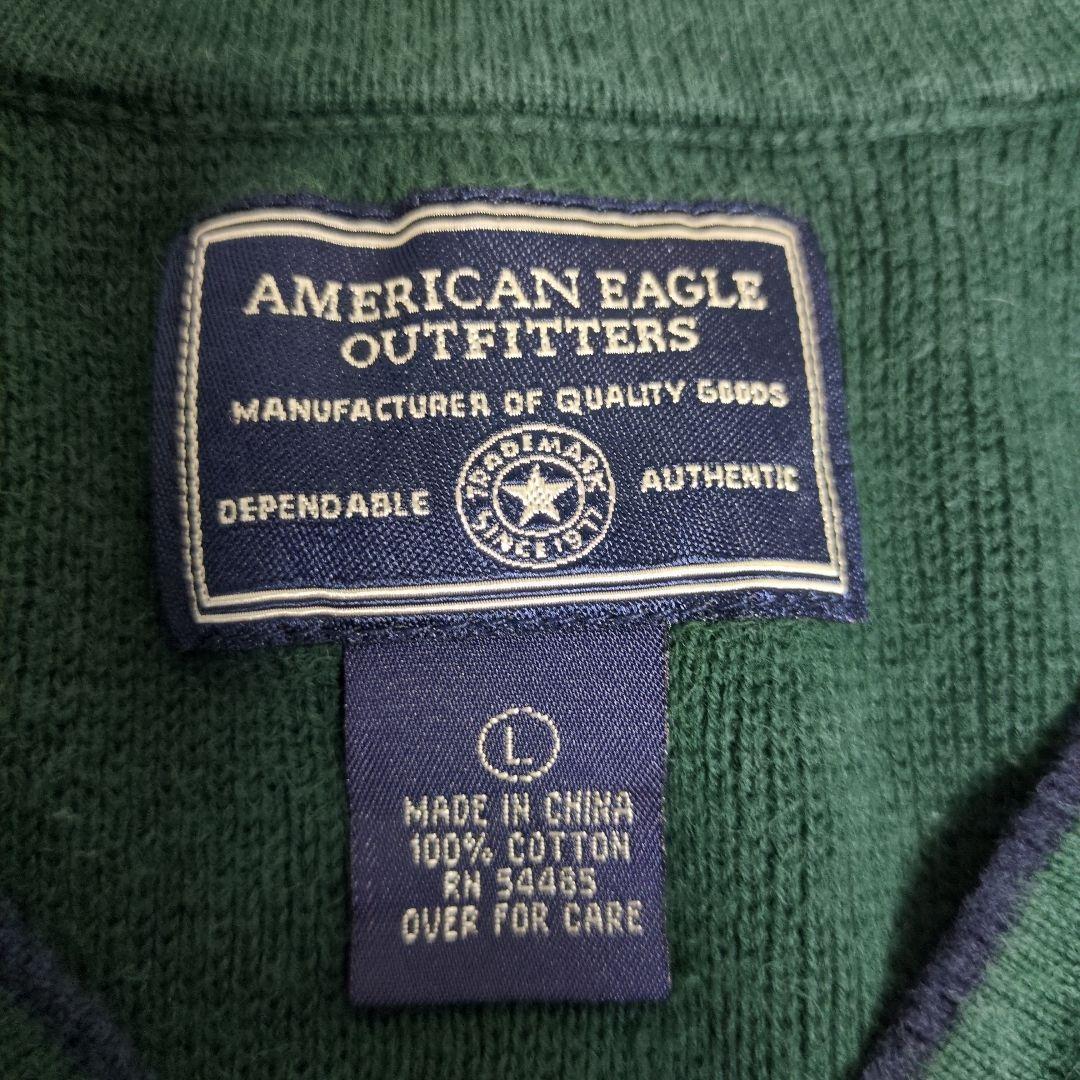 AMERICAN EAGLE
OUTFITTERS
MANUFACTURER OF QUALITY GOODS
DEPENDABLE
TRADEMARK
SINCE 1977
AUTHENTIC
L
MADE IN CHINA
100% COTTON
RN 54485
OVER FOR CARE